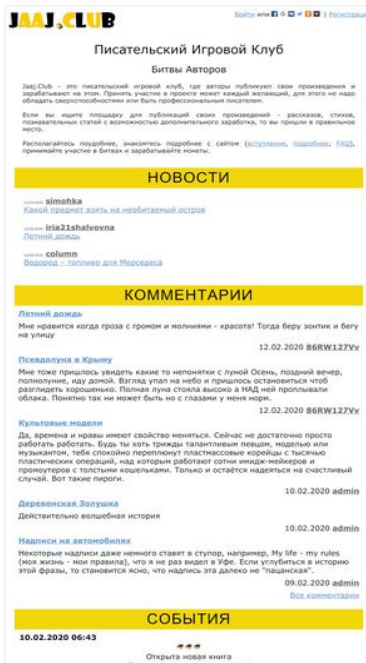 JAAJ.CLUB
Войти или | Регистрация
Писательский Игровой Клуб
Битвы Авторов
Jaaj.Club - это писательский игровой клуб, где авторы публикуют свои произведения и
зарабатывают на этом. Принять участие в проекте может каждый желающий, для этого не надо
обладать сверхспособностями или быть профессиональным писателем.
Если вы ищите площадку для публикаций своих произведений - рассказов, стихов,
познавательных статей с возможностью дополнительного заработка, то вы пришли в правильное
место.
Располагайтесь поудобнее, знакомтесь подробнее с сайтом (вступление, подробнее, FAQ),
принимайте участие в Битвах и зарабатывайте монеты.
НОВОСТИ
simohka
Какой предмет взять на необитаемый остров
iria21shalvovna
Летний дождь
column
Водород – топливо для Мерседеса
КОММЕНТАРИИ
Летний дождь
Мне нравится когда гроза с громом и молниями - красота! Тогда беру зонтик и бегу
на улицу
12.02.2020 86RW127Vv
Псевдолуна в Крыму
Мне тоже пришлось увидеть какие то непонятки с луной Осень, поздний вечер,
полнолуние, иду домой. Взгляд упал на небо и пришлось остановиться чтоб
разглядить хорошенько. Полная луна стояла высоко а НАД ней проплывали
облака. Понятно так ни может быть но с глазами у меня норм.
12.02.2020 86RW127Vv
Культовые модели
Да, времена и нравы имеют свойство меняться. Сейчас не достаточно просто
работать работать. Будь ты хоть трижды талантливым певцом, моделью или
музыкантом, тебя спокойно переплюнут пластмассовые корейцы с тысячью
пластических операций, над которым работают сотни имидж-мейкеров и
промоутеров с толстыми кошельками. Только и остаётся надеяться на счастливый
случай. Вот такие пироги.
10.02.2020 admin
Деревенская Золушка
Действительно волшебная история
10.02.2020 admin
Надписи на автомобилях
Некоторые надписи даже немного ставят в ступор, например, My life - my rules
(моя жизнь - мои правила), что я не раз видел в Уфе. Если углубиться в историю
этой фразы, то становится ясно, что надпись эта далеко не "пацанская".
09.02.2020 admin
Все комментарии
СОБЫТИЯ
10.02.2020 06:43
Открыта новая книга